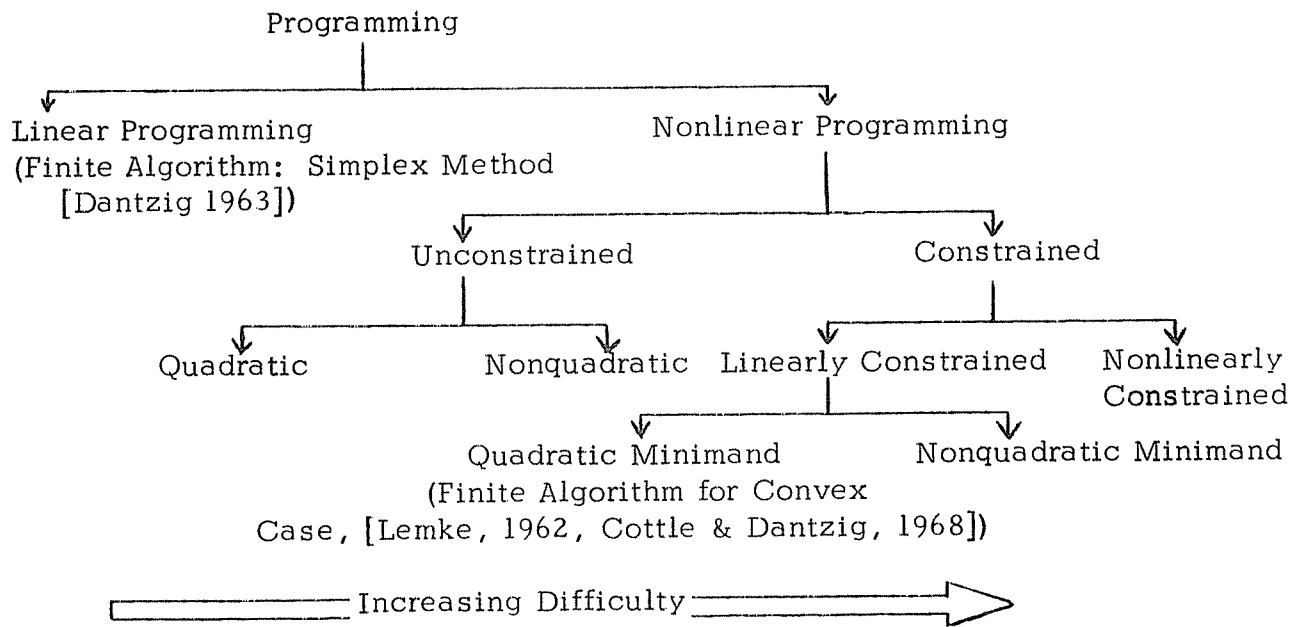 Programming
Linear Programming
(Finite Algorithm: Simplex Method
[Dantzig 1963])
Nonlinear Programming
Unconstrained
Constrained
Quadratic
Nonquadratic
Linearly Constrained
Nonlinearly
Constrained
Quadratic Minimand
(Finite Algorithm for Convex
Case, [Lemke, 1962, Cottle & Dantzig, 1968])
Nonquadratic Minimand
Increasing Difficulty